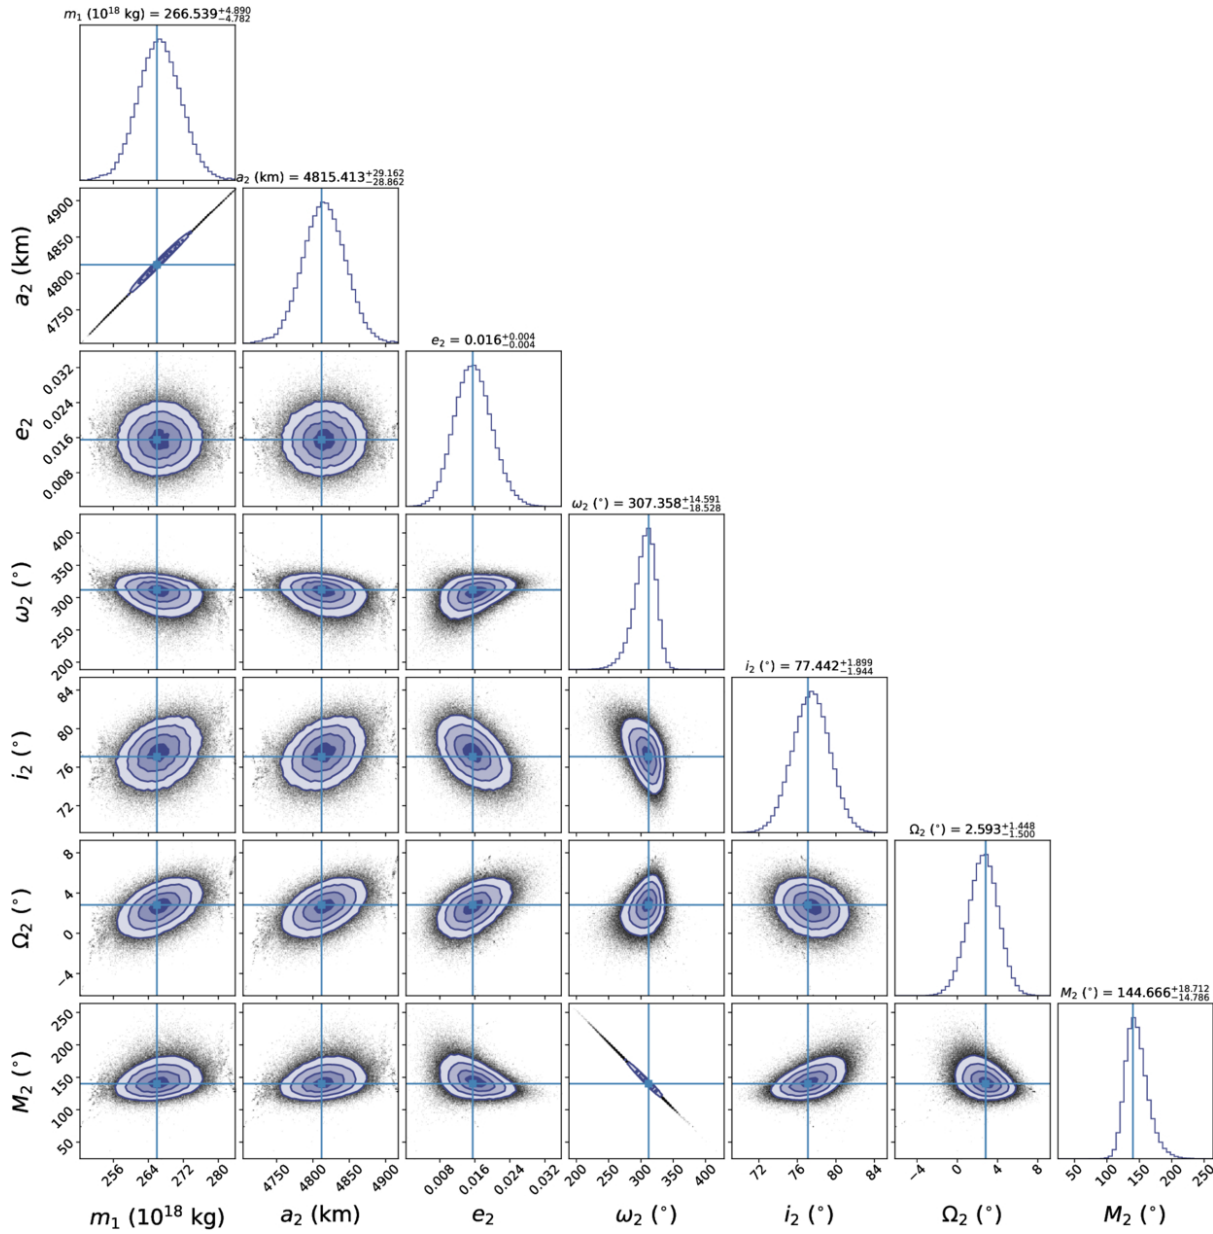 m₁ (10¹⁸ kg) = 266.539⁺⁴·⁸⁹⁰₋₄.₇₈₂
a₂ (km) = 4815.413⁺²⁹·¹⁶²₋₂₈.₈₆₂
4900
4850
4800
4750
a₂ (km)
e₂ = 0.016⁺⁰·⁰⁰⁴₋₀.₀₀₄
0.032
0.024
0.016
0.008
e₂
ω₂ (°) = 307.358⁺¹⁴·⁵⁹¹₋₁₈.₅₂₈
400
350
300
250
200
ω₂ (°)
i₂ (°) = 77.442⁺¹·⁸⁹⁹₋₁.₉₄₄
84
80
76
72
i₂ (°)
Ω₂ (°) = 2.593⁺¹·⁴⁴⁸₋₁.₅₀₀
8
4
0
−4
Ω₂ (°)
M₂ (°) = 144.666⁺¹⁸·⁷¹²₋₁₄.₇₈₆
250
200
150
100
50
M₂ (°)
256 264 272 280 4750 4800 4850 4900 0.008 0.016 0.024 0.032 200 250 300 350 400 72 76 80 84 −4 0 4 8 50 100 150 200 250
m₁ (10¹⁸ kg) a₂ (km) e₂ ω₂ (°) i₂ (°) Ω₂ (°) M₂ (°)